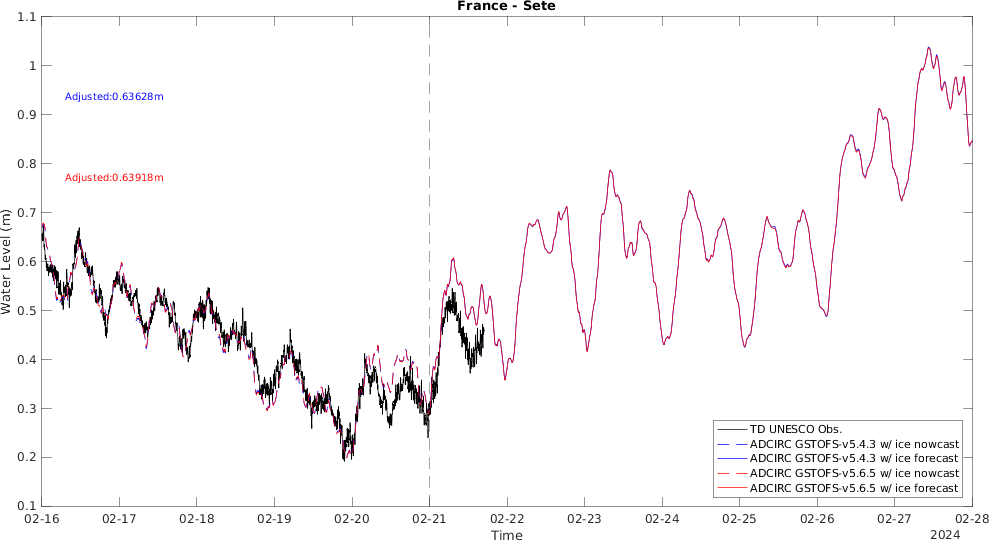 France - Sete
1.1
1
0.9
0.8
0.7
0.6
0.5
0.4
0.3
0.2
0.1
Water Level (m)
Adjusted:0.63628m
Adjusted:0.63918m
TD UNESCO Obs.
ADCIRC GSTOFS-v5.4.3 w/ ice nowcast
ADCIRC GSTOFS-v5.4.3 w/ ice forecast
ADCIRC GSTOFS-v5.6.5 w/ ice nowcast
ADCIRC GSTOFS-v5.6.5 w/ ice forecast
02-16 02-17 02-18 02-19 02-20 02-21 02-22 02-23 02-24 02-25 02-26 02-27 02-28
Time
2024